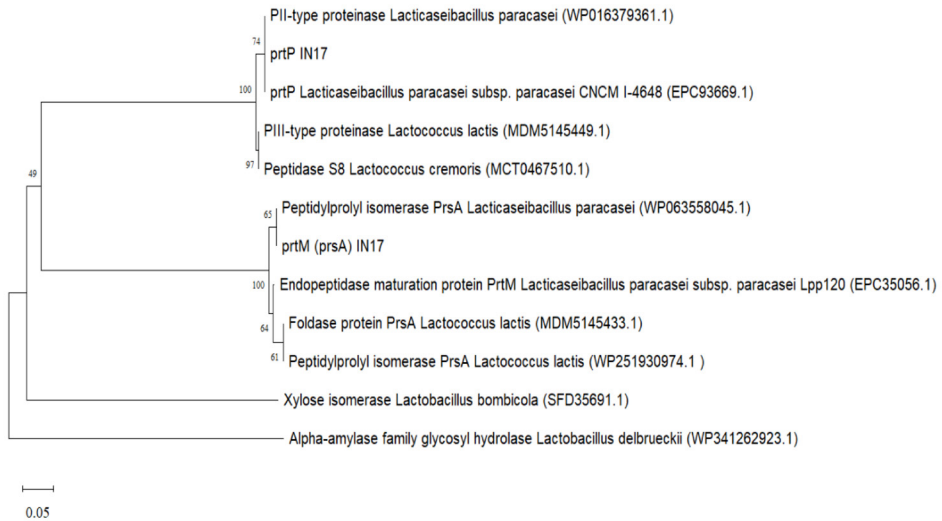 PII-type proteinase Lacticaseibacillus paracasei (WP016379361.1)
74
prtP IN17
100
prtP Lacticaseibacillus paracasei subsp. paracasei CNCM I-4648 (EPC93669.1)
PIII-type proteinase Lactococcus lactis (MDM5145449.1)
97
Peptidase S8 Lactococcus cremoris (MCT0467510.1)
49
Peptidylprolyl isomerase PrsA Lacticaseibacillus paracasei (WP063558045.1)
65
prtM (prsA) IN17
100
Endopeptidase maturation protein PrtM Lacticaseibacillus paracasei subsp. paracasei Lpp120 (EPC35056.1)
64
Foldase protein PrsA Lactococcus lactis (MDM5145433.1)
61
Peptidylprolyl isomerase PrsA Lactococcus lactis (WP251930974.1 )
Xylose isomerase Lactobacillus bombicola (SFD35691.1)
Alpha-amylase family glycosyl hydrolase Lactobacillus delbrueckii (WP341262923.1)
0.05